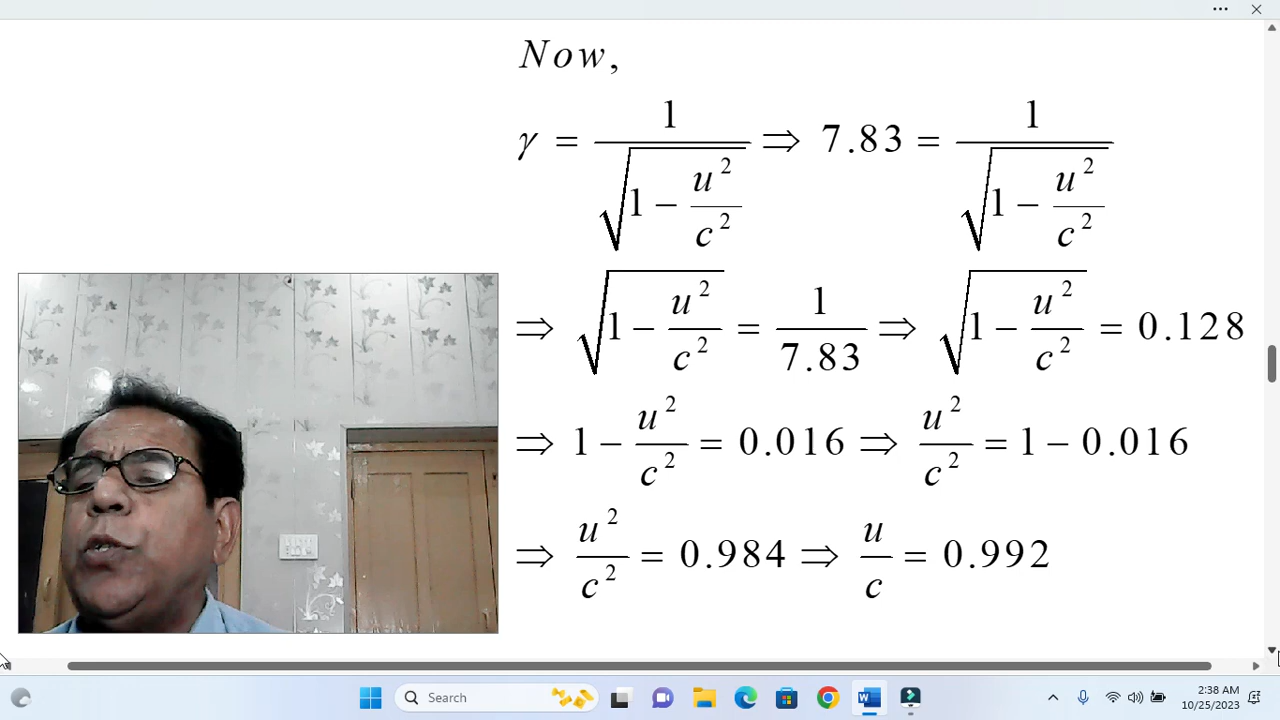 Now,
γ = 1/√(1 − u²/c²) ⇒ 7.83 = 1/√(1 − u²/c²)
⇒ √(1 − u²/c²) = 1/7.83 ⇒ √(1 − u²/c²) = 0.128
⇒ 1 − u²/c² = 0.016 ⇒ u²/c² = 1 − 0.016
⇒ u²/c² = 0.984 ⇒ u/c = 0.992
Search
2:38 AM
10/25/2023